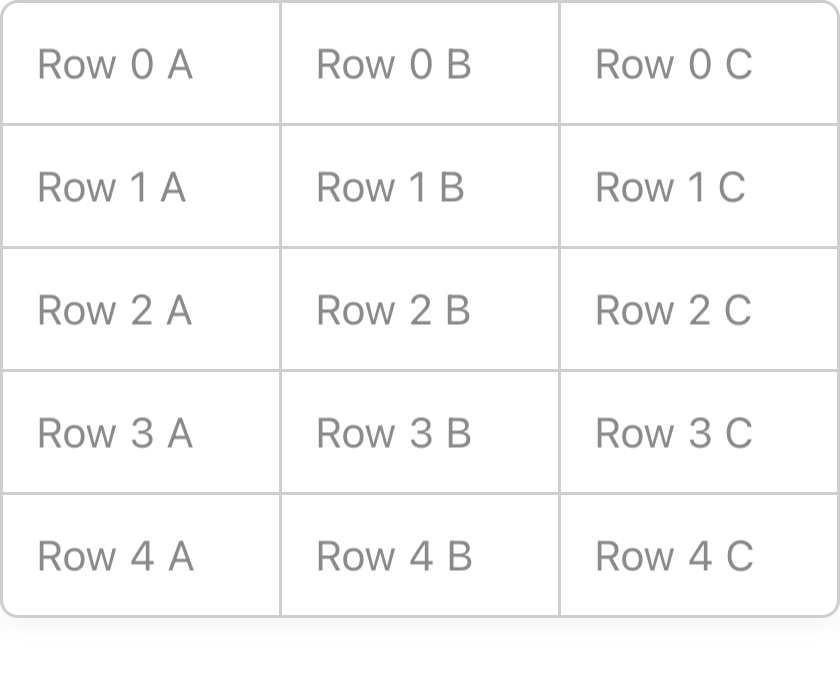 Row 0 A Row 0 B Row 0 C
Row 1 A Row 1 B Row 1 C
Row 2 A Row 2 B Row 2 C
Row 3 A Row 3 B Row 3 C
Row 4 A Row 4 B Row 4 C